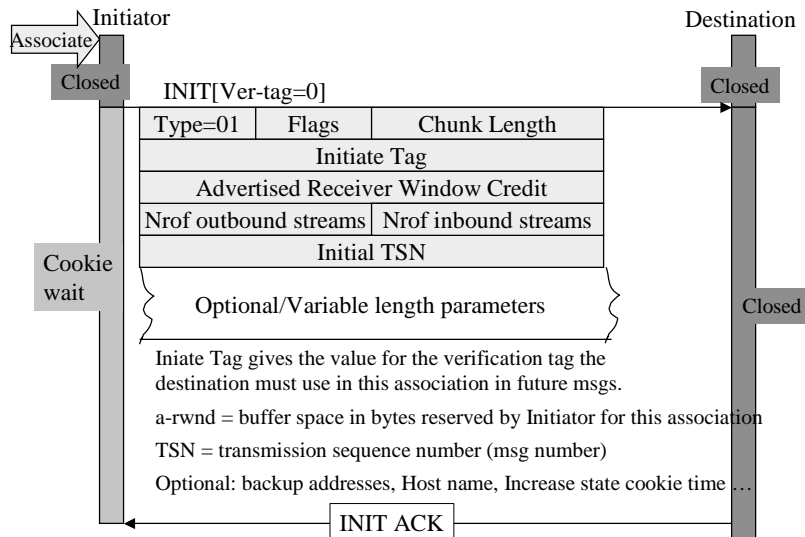 Initiator
Destination
Associate
Closed
Closed
INIT[Ver-tag=0]
Type=01 Flags Chunk Length
Initiate Tag
Advertised Receiver Window Credit
Nrof outbound streams Nrof inbound streams
Initial TSN
Cookie
wait
Optional/Variable length parameters
Closed
Iniate Tag gives the value for the verification tag the
destination must use in this association in future msgs.
a-rwnd = buffer space in bytes reserved by Initiator for this association
TSN = transmission sequence number (msg number)
Optional: backup addresses, Host name, Increase state cookie time …
INIT ACK